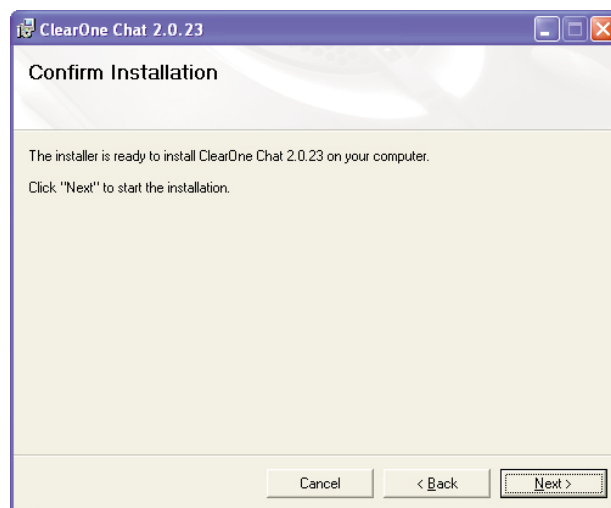 ClearOne Chat 2.0.23
Confirm Installation
The installer is ready to install ClearOne Chat 2.0.23 on your computer.
Click "Next" to start the installation.
Cancel
< Back
Next >